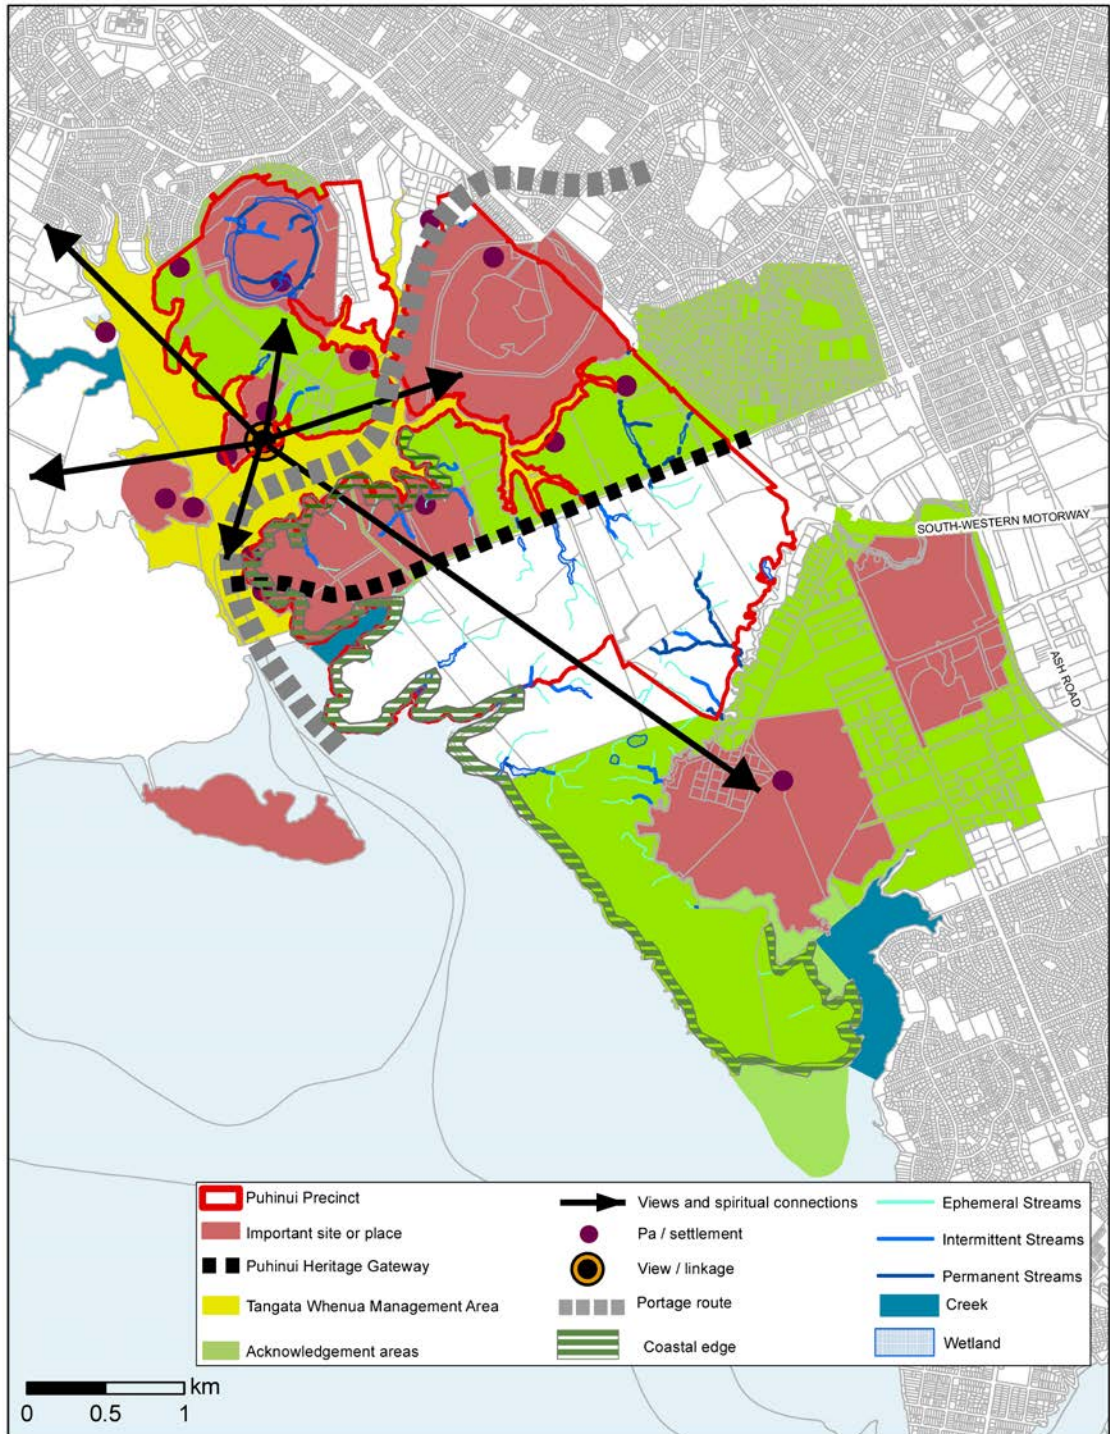 SOUTH-WESTERN MOTORWAY
ASH ROAD
Puhinui Precinct
Important site or place
Puhinui Heritage Gateway
Tangata Whenua Management Area
Acknowledgement areas
Views and spiritual connections
Pa / settlement
View / linkage
Portage route
Coastal edge
Ephemeral Streams
Intermittent Streams
Permanent Streams
Creek
Wetland
km
0 0.5 1